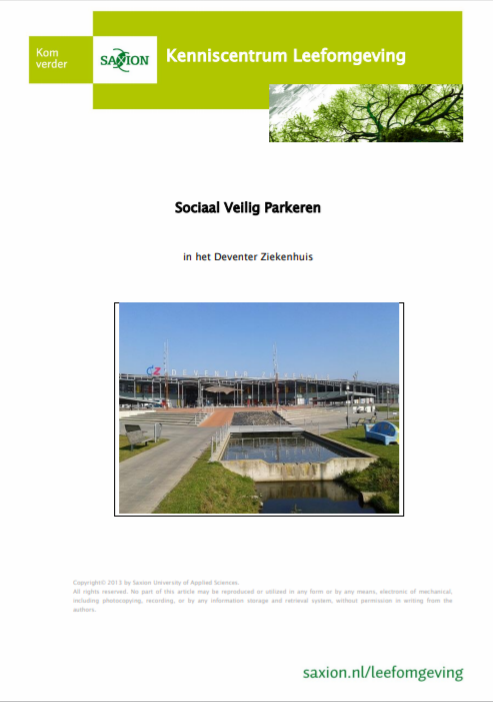 Kom
verder
SAXION
Kenniscentrum Leefomgeving
Sociaal Veilig Parkeren
in het Deventer Ziekenhuis
DEVENTER
Copyright© 2013 by Saxion University of Applied Sciences.
All rights reserved. No part of this article may be reproduced or utilized in any form or by any means, electronic of mechanical,
including photocopying, recording, or by any information storage and retrieval system, without permission in writing from the
authors.
saxion.nl/leefomgeving